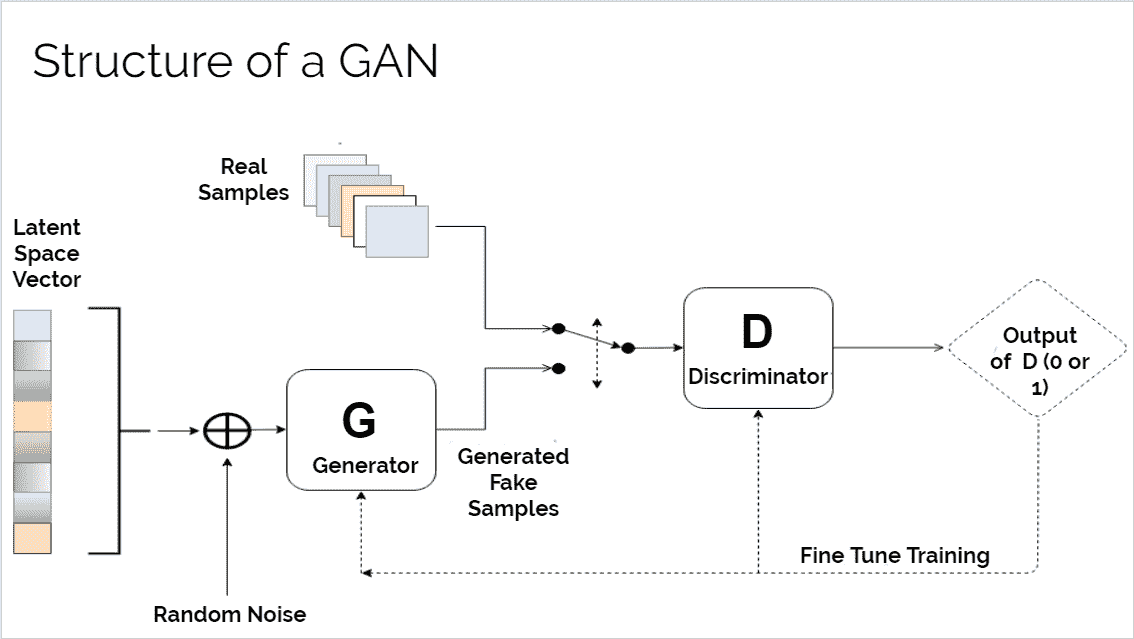 Structure of a GAN
Real
Samples
Latent
Space
Vector
G
Generator
Generated
Fake
Samples
D
Discriminator
Output
of D (0 or
1)
Fine Tune Training
Random Noise